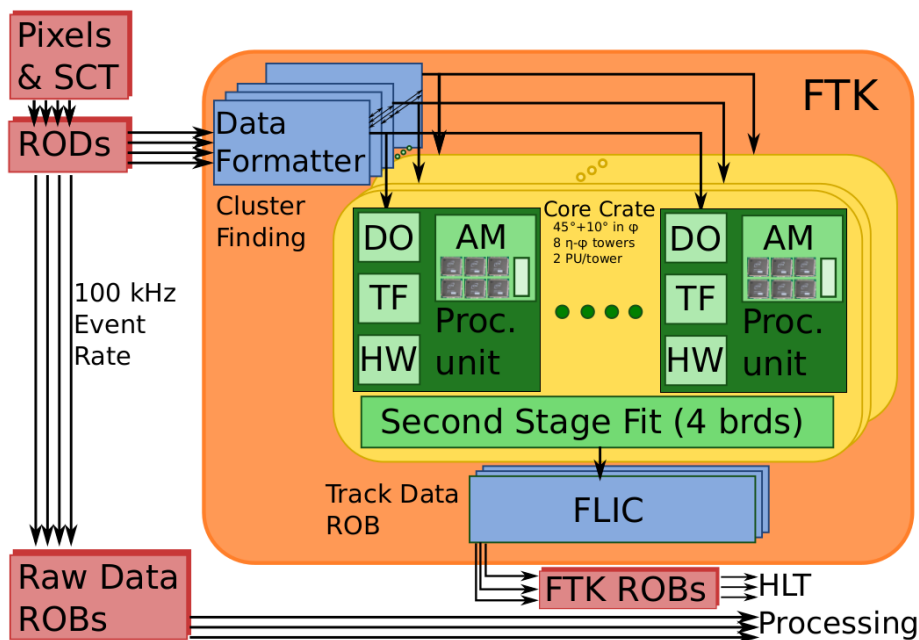 Pixels
& SCT
RODs
FTK
Data
Formatter
Cluster
Finding
Core Crate
45°+10° in φ
8 η-φ towers
2 PU/tower
DO
AM
TF
HW
Proc.
unit
DO
AM
TF
HW
Proc.
unit
100 kHz
Event
Rate
Second Stage Fit (4 brds)
Track Data
ROB
FLIC
Raw Data
ROBs
FTK ROBs
HLT
Processing